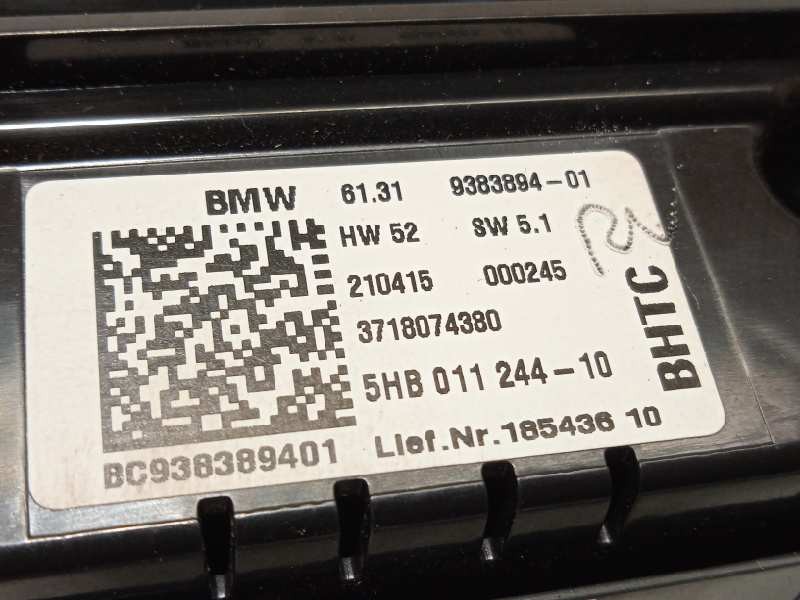 BMW 61.31 9383894-01
HW 52 SW 5.1
210415 000245
3718074380
5HB 011 244-10
Lief.Nr.185436 10
BC938389401
BHTC